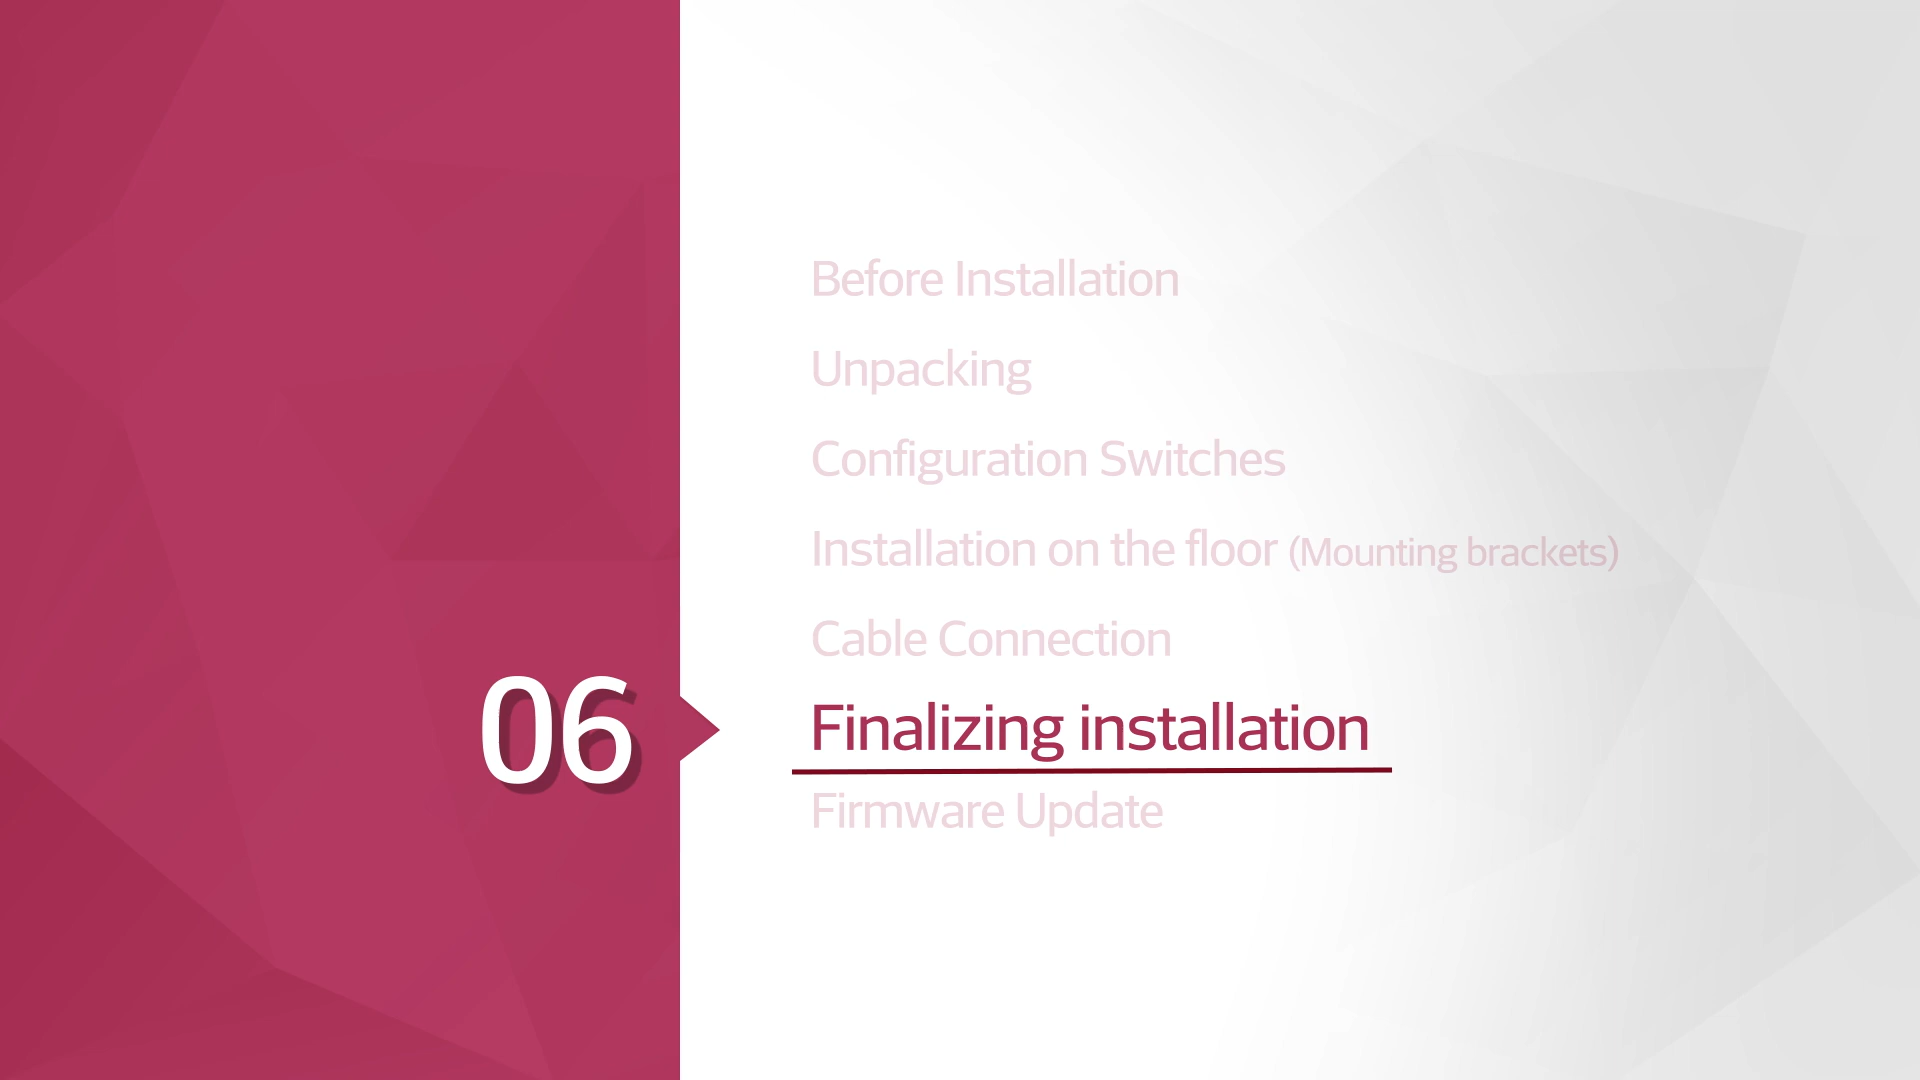 Before Installation
Unpacking
Configuration Switches
Installation on the floor (Mounting brackets)
Cable Connection
06 Finalizing installation
Firmware Update